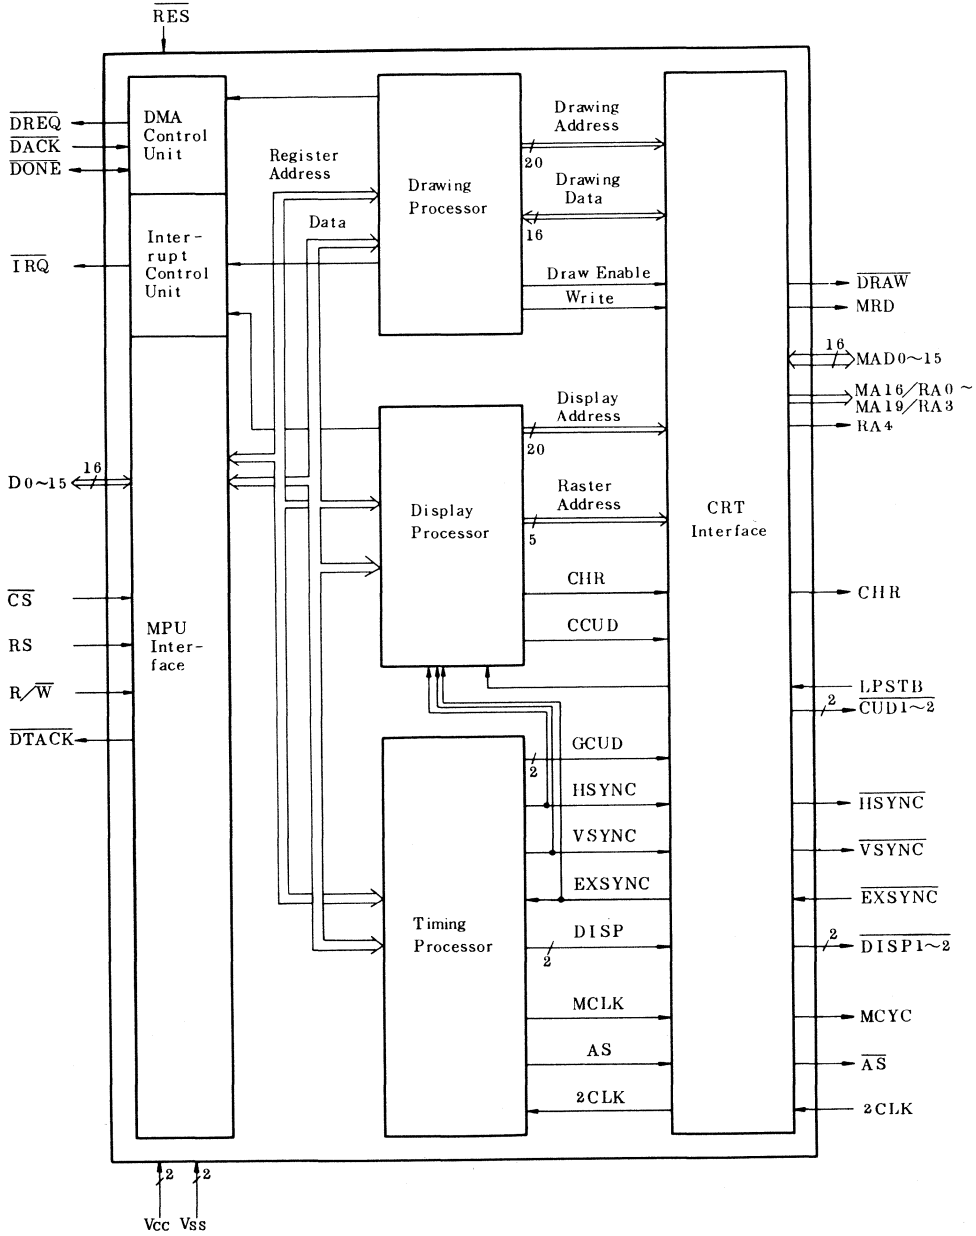 RES
DREQ
DACK
DONE
IRQ
D0~15
16
CS
RS
R/W
DTACK
DMA
Control
Unit
Inter-
rupt
Control
Unit
MPU
Inter-
face
Register
Address
Data
Drawing
Processor
Display
Processor
Timing
Processor
Drawing
Address
20
Drawing
Data
16
Draw Enable
Write
Display
Address
20
Raster
Address
5
CHR
CCUD
GCUD
2
HSYNC
VSYNC
EXSYNC
DISP
2
MCLK
AS
2CLK
CRT
Interface
DRAW
MRD
16
MAD0~15
MA16/RA0~
MA19/RA3
RA4
CHR
LPSTB
2
CUD1~2
HSYNC
VSYNC
EXSYNC
2
DISP1~2
MCYC
AS
2CLK
2
2
Vcc
Vss